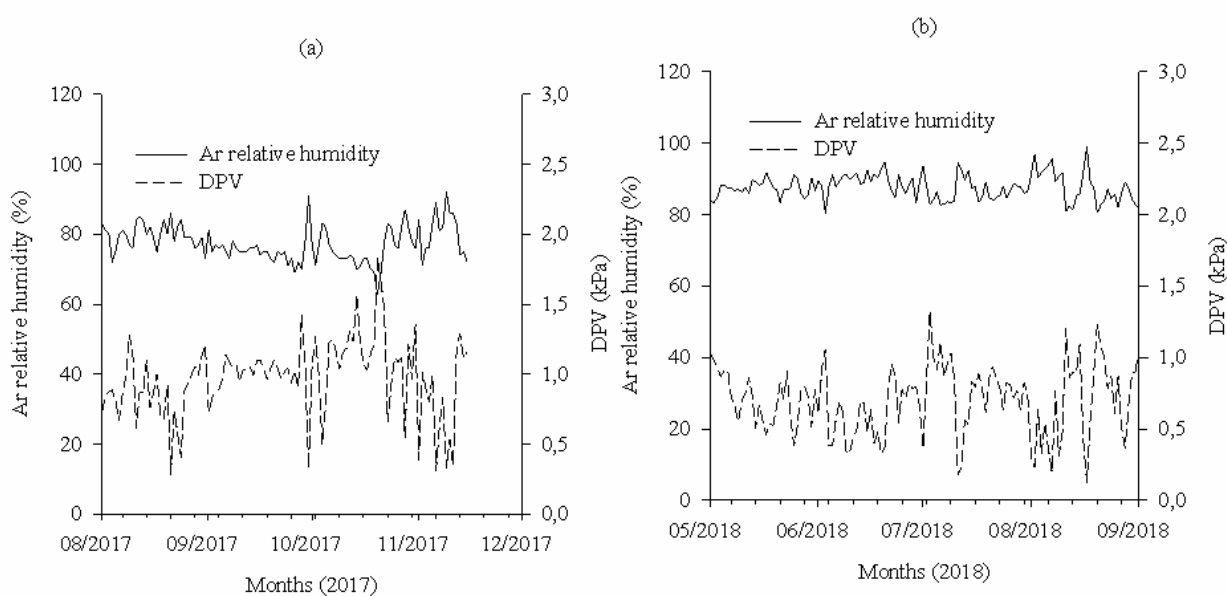 (a)
120
100
80
60
40
20
0
Ar relative humidity (%)
Ar relative humidity
DPV
3,0
2,5
2,0
1,5
1,0
0,5
0,0
DPV (kPa)
08/2017 09/2017 10/2017 11/2017 12/2017
Months (2017)
(b)
120
100
80
60
40
20
0
Ar relative humidity (%)
Ar relative humidity
DPV
3,0
2,5
2,0
1,5
1,0
0,5
0,0
DPV (kPa)
05/2018 06/2018 07/2018 08/2018 09/2018
Months (2018)